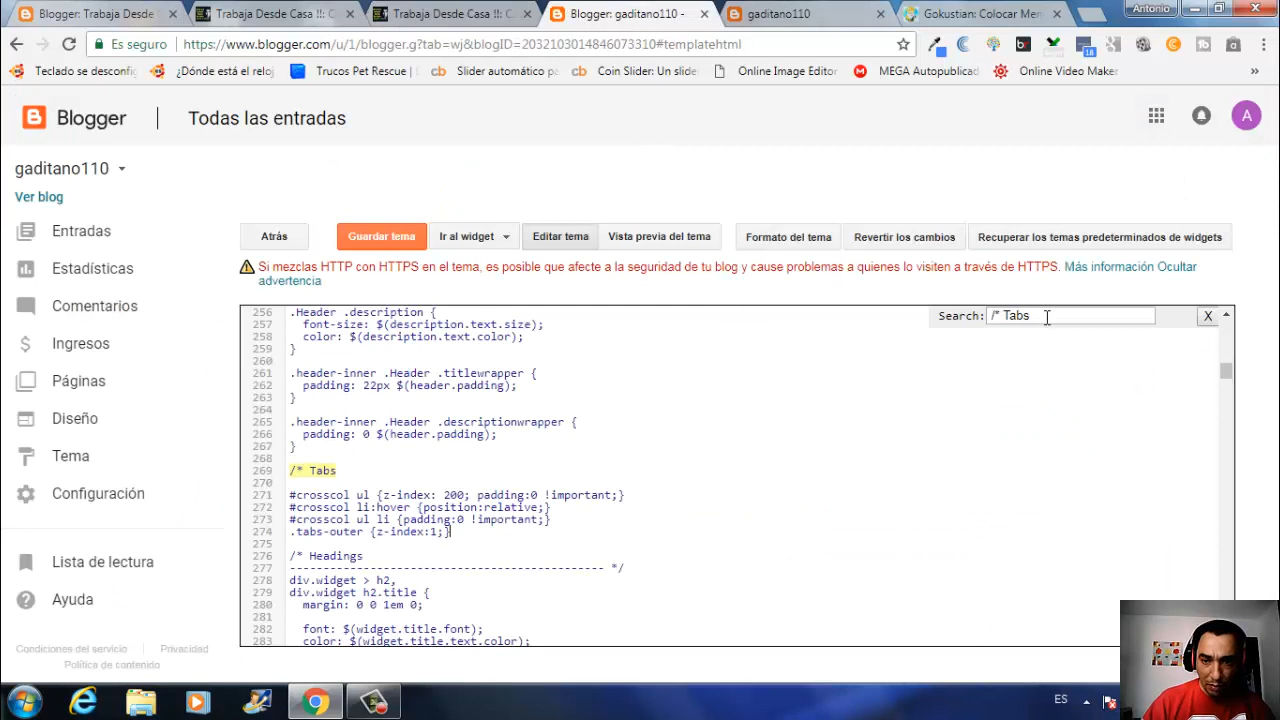 Blogger: Trabaja Desd
Trabaja Desde Casa !!: C
Trabaja Desde Casa !!: C
Blogger: gaditano110 -
gaditano110
Gokustian: Colocar Men
Antonio
Es seguro
https://www.blogger.com/u/1/blogger.g?tab=wj&blogID=2032103014846073310#templatehtml
Teclado se desconfig
¿Dónde está el reloj
Trucos Pet Rescue
Slider automático pa
Coin Slider: Un slide
Online Image Editor
MEGA Autopublicad
Online Video Maker
Blogger
Todas las entradas
A
gaditano110
Ver blog
Entradas
Estadísticas
Comentarios
Ingresos
Páginas
Diseño
Tema
Configuración
Lista de lectura
Ayuda
Condiciones del servicio
Privacidad
Política de contenido
Atrás
Guardar tema
Ir al widget
Editar tema
Vista previa del tema
Formato del tema
Revertir los cambios
Recuperar los temas predeterminados de widgets
Si mezclas HTTP con HTTPS en el tema, es posible que afecte a la seguridad de tu blog y cause problemas a quienes lo visiten a través de HTTPS. Más información Ocultar
advertencia
Search: /* Tabs
X
256 .Header .description {
257 font-size: $(description.text.size);
258 color: $(description.text.color);
259 }
260
261 .header-inner .Header .titlewrapper {
262 padding: 22px $(header.padding);
263 }
264
265 .header-inner .Header .descriptionwrapper {
266 padding: 0 $(header.padding);
267 }
268
269 /* Tabs
270
271 #crosscol ul {z-index: 200; padding:0 !important;}
272 #crosscol li:hover {position:relative;}
273 #crosscol ul li {padding:0 !important;}
274 .tabs-outer {z-index:1;}
275
276 /* Headings
277 ---------------------------------------------- */
278 div.widget > h2,
279 div.widget h2.title {
280 margin: 0 0 1em 0;
281
282 font: $(widget.title.font);
283 color: $(widget.title.text.color);
ES